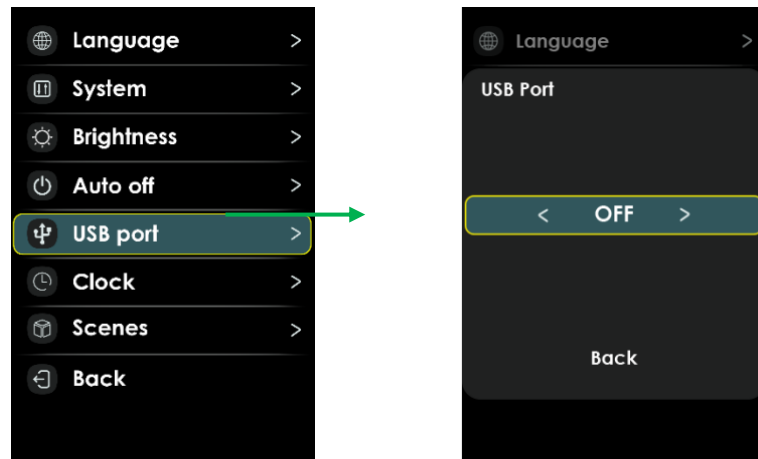 Language >
System >
Brightness >
Auto off >
USB port >
Clock >
Scenes >
Back
Language >
USB Port
< OFF >
Back